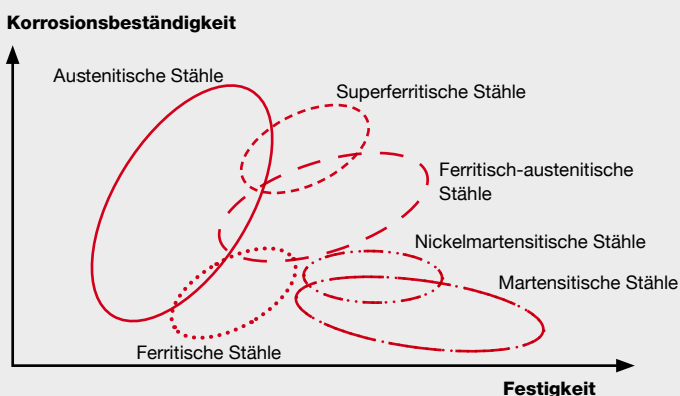 Korrosionsbeständigkeit
Austenitische Stähle
Superferritische Stähle
Ferritisch-austenitische
Stähle
Nickelmartensitische Stähle
Martensitische Stähle
Ferritische Stähle
Festigkeit